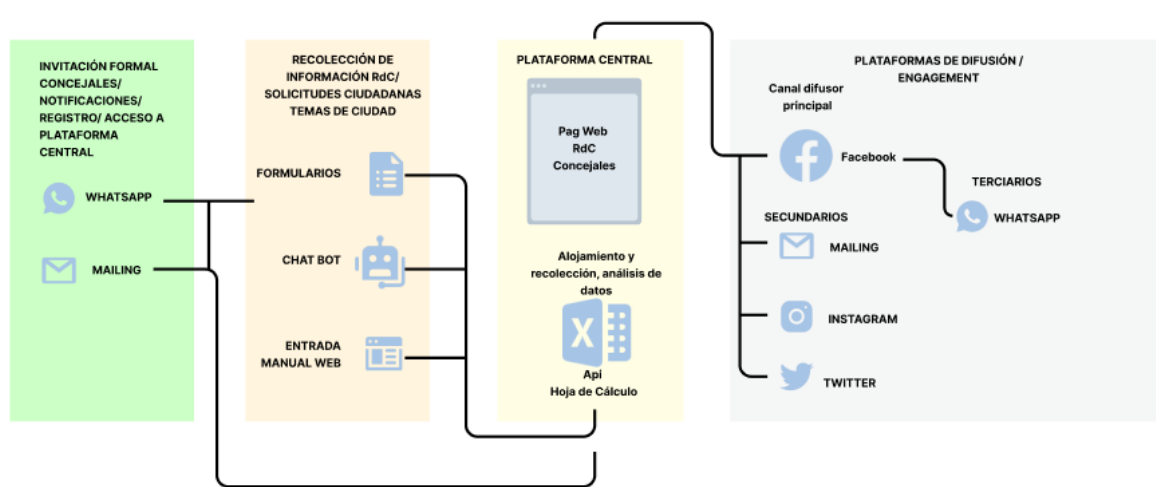 INVITACIÓN FORMAL
CONCEJALES/
NOTIFICACIONES/
REGISTRO/ ACCESO A
PLATAFORMA
CENTRAL
WHATSAPP
MAILING
RECOLECCIÓN DE
INFORMACIÓN RdC/
SOLICITUDES CIUDADANAS
TEMAS DE CIUDAD
FORMULARIOS
CHAT BOT
ENTRADA
MANUAL WEB
PLATAFORMA CENTRAL
Pag Web
RdC
Concejales
Alojamiento y
recolección, análisis de
datos
X
Api
Hoja de Cálculo
PLATAFORMAS DE DIFUSIÓN /
ENGAGEMENT
Canal difusor
principal
Facebook
TERCIARIOS
WHATSAPP
SECUNDARIOS
MAILING
INSTAGRAM
TWITTER